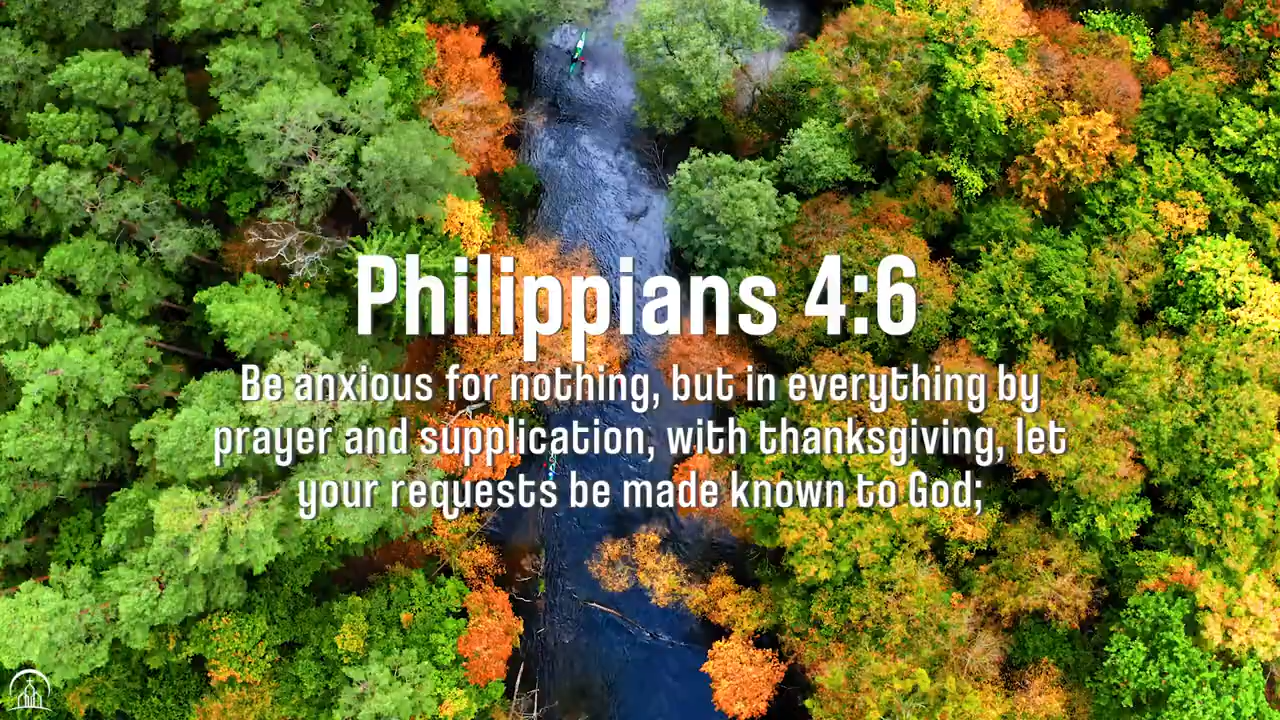 Philippians 4:6
Be anxious for nothing, but in everything by
prayer and supplication, with thanksgiving, let
your requests be made known to God;